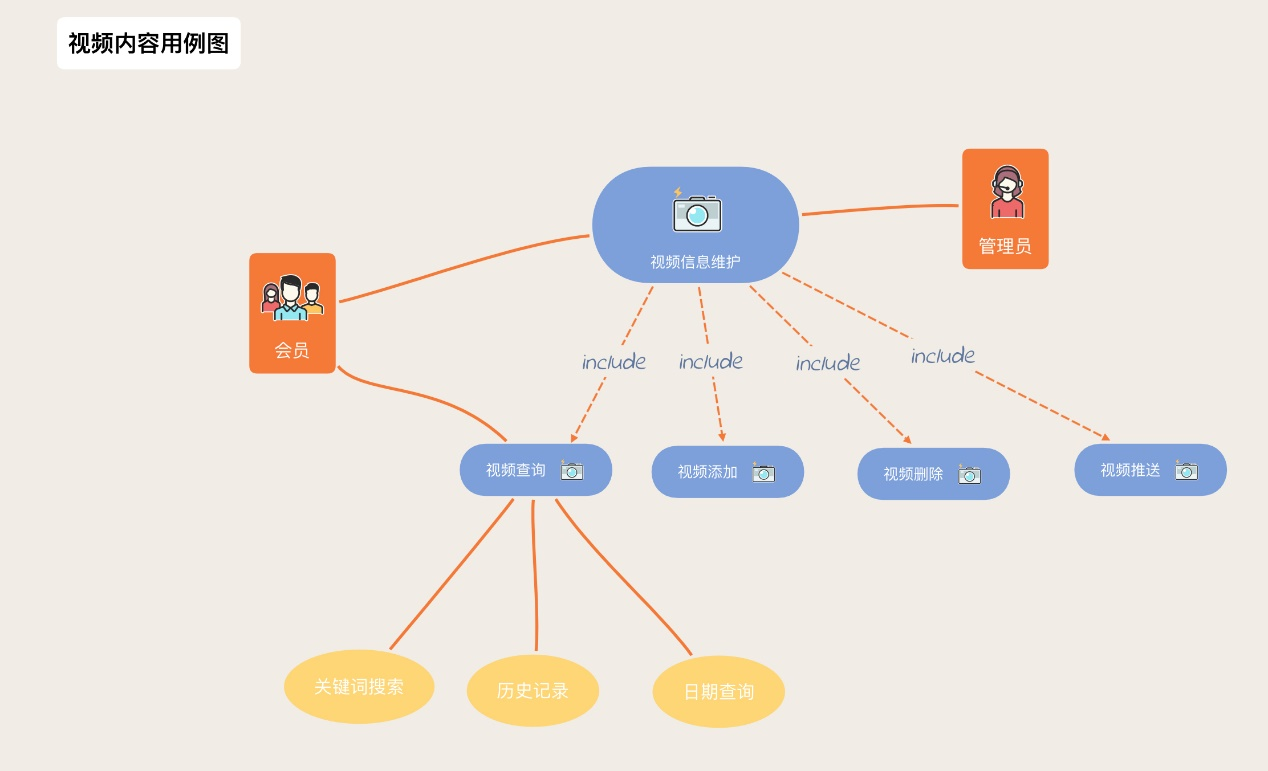 视频内容用例图
视频信息维护
管理员
会员
include
include
include
include
视频查询
视频添加
视频删除
视频推送
关键词搜索
历史记录
日期查询